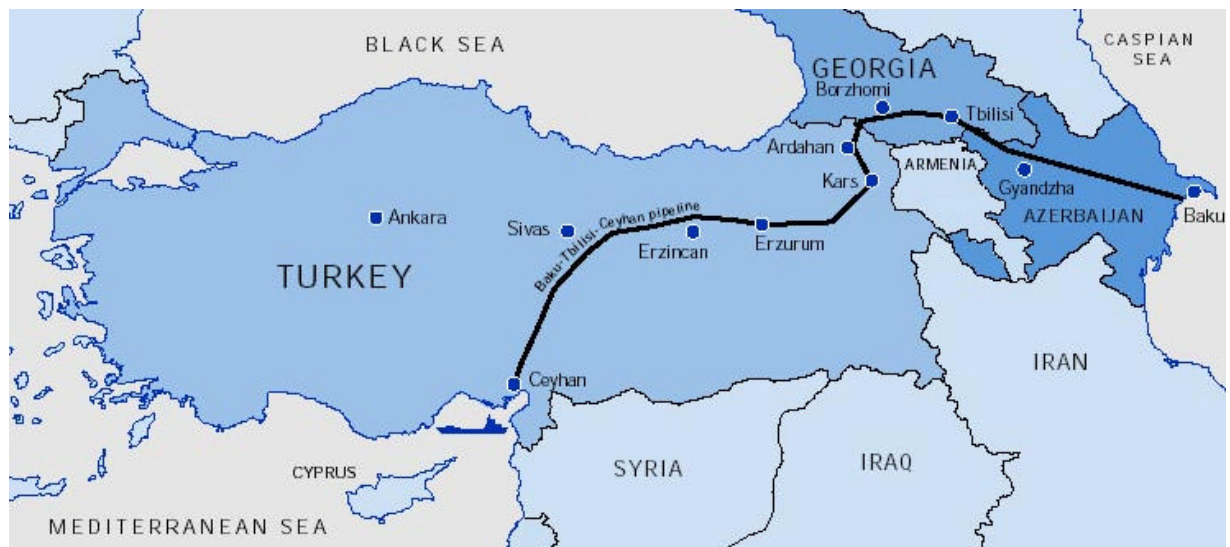 BLACK SEA
CASPIAN
SEA
GEORGIA
Borzhomi
Tbilisi
Ardahan
ARMENIA
Kars
Gyandzha
AZERBAIJAN
Baku
Ankara
Sivas
Baku-Tbilisi-Ceyhan pipeline
Erzincan
Erzurum
TURKEY
IRAN
Ceyhan
SYRIA
IRAQ
CYPRUS
MEDITERRANEAN SEA